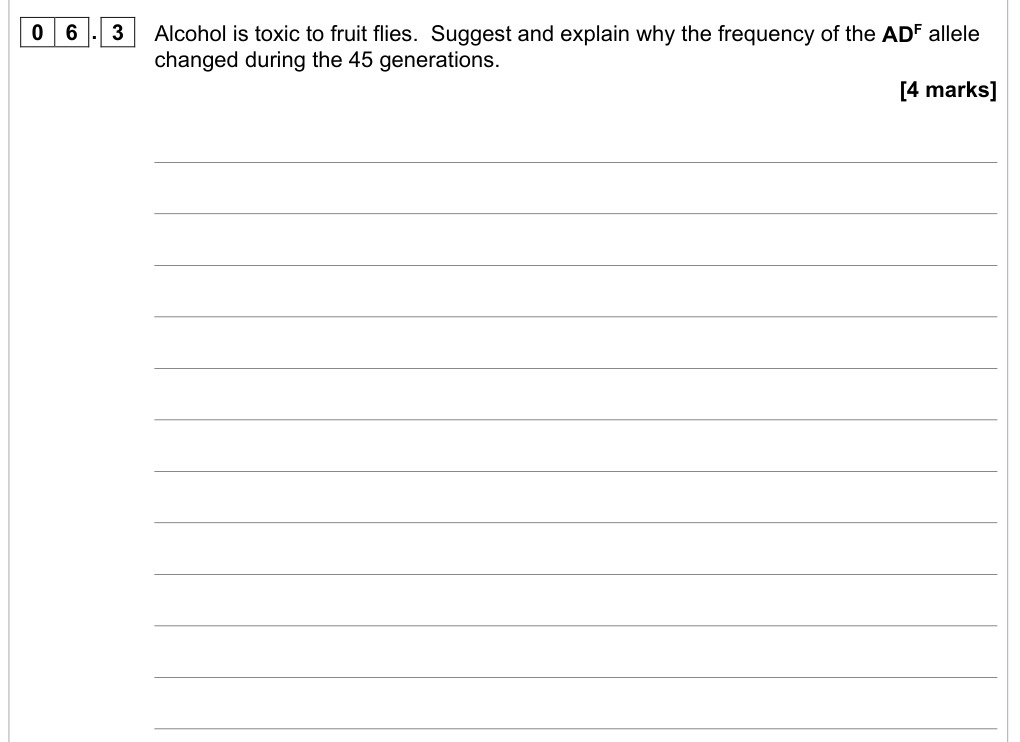 0 6 . 3 Alcohol is toxic to fruit flies. Suggest and explain why the frequency of the ADF allele
changed during the 45 generations.
[4 marks]